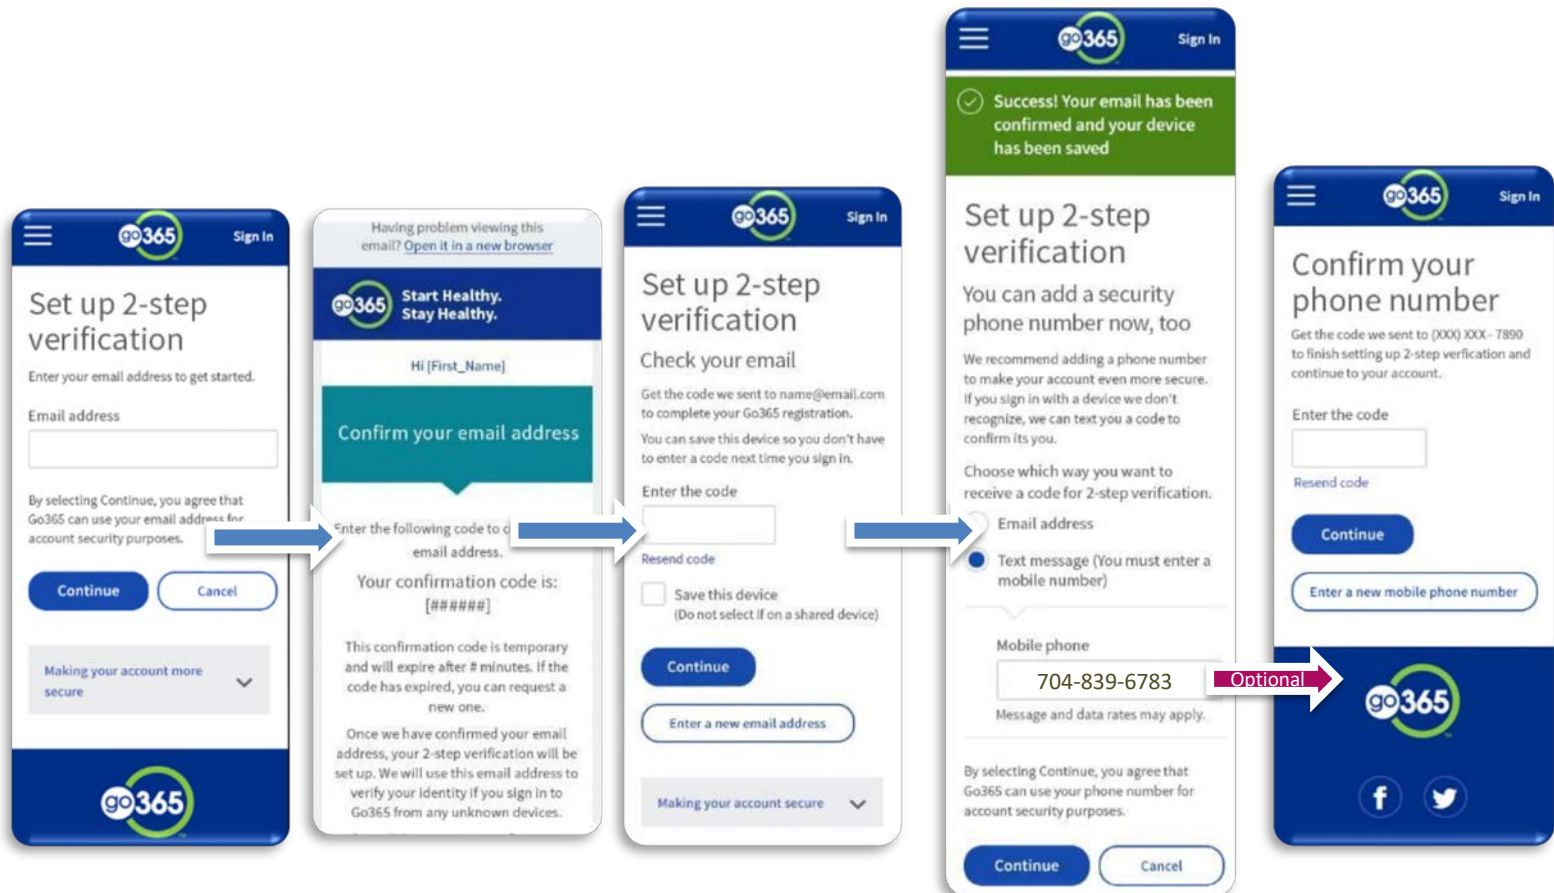 go365
Sign In
Set up 2-step
verification
Enter your email address to get started.
Email address
By selecting Continue, you agree that
Go365 can use your email address for
account security purposes.
Continue
Cancel
Making your account more
secure
go365
Having problem viewing this
email? Open it in a new browser
go365
Start Healthy.
Stay Healthy.
Hi [First_Name]
Confirm your email address
Enter the following code to
email address.
Your confirmation code is:
[######]
This confirmation code is temporary
and will expire after # minutes. If the
code has expired, you can request a
new one.
Once we have confirmed your email
address, your 2-step verification will be
set up. We will use this email address to
verify your identity if you sign in to
Go365 from any unknown devices.
go365
Sign In
Set up 2-step
verification
Check your email
Get the code we sent to name@email.com
to complete your Go365 registration.
You can save this device so you don't have
to enter a code next time you sign in.
Enter the code
Resend code
Save this device
(Do not select if on a shared device)
Continue
Enter a new email address
Making your account secure
go365
Sign In
Success! Your email has been
confirmed and your device
has been saved
Set up 2-step
verification
You can add a security
phone number now, too
We recommend adding a phone number
to make your account even more secure.
If you sign in with a device we don't
recognize, we can text you a code to
confirm its you.
Choose which way you want to
receive a code for 2-step verification.
Email address
Text message (You must enter a
mobile number)
Mobile phone
704-839-6783
Message and data rates may apply.
By selecting Continue, you agree that
Go365 can use your phone number for
account security purposes.
Continue
Cancel
Optional
go365
Sign In
Confirm your
phone number
Get the code we sent to (XXX) XXX - 7890
to finish setting up 2-step verfication and
continue to your account.
Enter the code
Resend code
Continue
Enter a new mobile phone number
go365